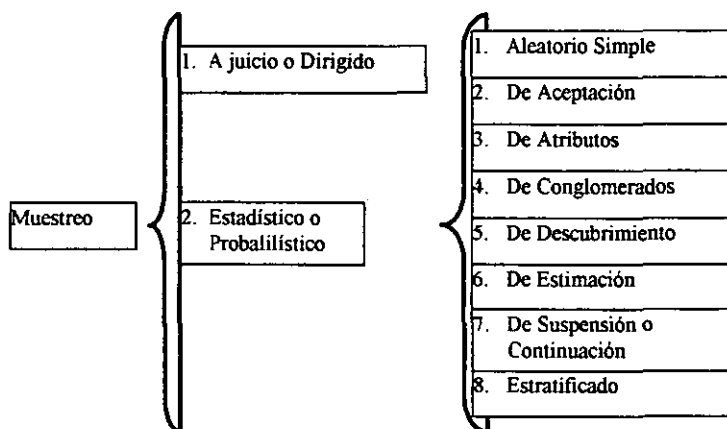 Muestreo
1. A juicio o Dirigido
2. Estadístico o
Probalilístico
1. Aleatorio Simple
2. De Aceptación
3. De Atributos
4. De Conglomerados
5. De Descubrimiento
6. De Estimación
7. De Suspensión o
Continuación
8. Estratificado